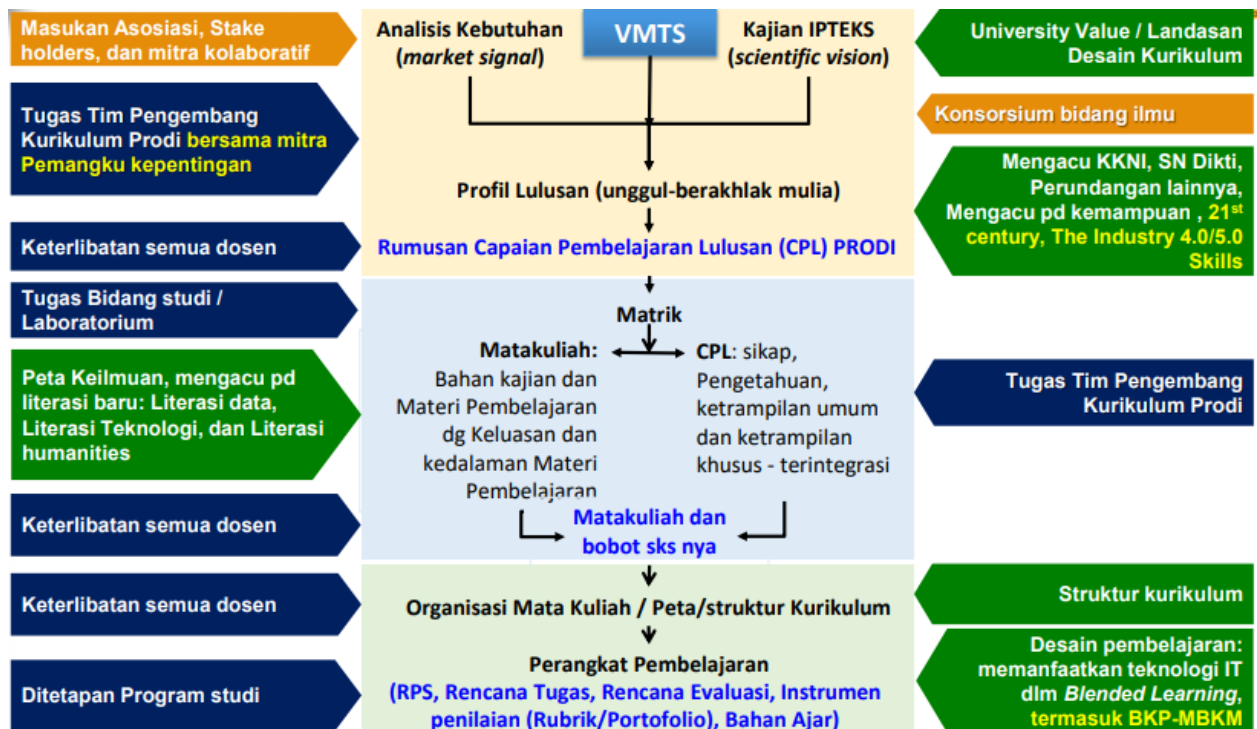 Masukan Asosiasi, Stake
holders, dan mitra kolaboratif
Analisis Kebutuhan
(market signal)
VMTS
Kajian IPTEKS
(scientific vision)
University Value / Landasan
Desain Kurikulum
Tugas Tim Pengembang
Kurikulum Prodi bersama mitra
Pemangku kepentingan
Konsorsium bidang ilmu
Profil Lulusan (unggul-berakhlak mulia)
Mengacu KKNI, SN Dikti,
Perundangan lainnya,
Mengacu pd kemampuan , 21st
century, The Industry 4.0/5.0
Skills
Keterlibatan semua dosen
Rumusan Capaian Pembelajaran Lulusan (CPL) PRODI
Tugas Bidang studi /
Laboratorium
Matrik
Matakuliah:
Bahan kajian dan
Materi Pembelajaran
dg Keluasan dan
kedalaman Materi
Pembelajaran
CPL: sikap,
Pengetahuan,
ketrampilan umum
dan ketrampilan
khusus - terintegrasi
Peta Keilmuan, mengacu pd
literasi baru: Literasi data,
Literasi Teknologi, dan Literasi
humanities
Tugas Tim Pengembang
Kurikulum Prodi
Keterlibatan semua dosen
Matakuliah dan
bobot sks nya
Keterlibatan semua dosen
Organisasi Mata Kuliah / Peta/struktur Kurikulum
Struktur kurikulum
Ditetapan Program studi
Perangkat Pembelajaran
(RPS, Rencana Tugas, Rencana Evaluasi, Instrumen
penilaian (Rubrik/Portofolio), Bahan Ajar)
Desain pembelajaran:
memanfaatkan teknologi IT
dlm Blended Learning,
termasuk BKP-MBKM